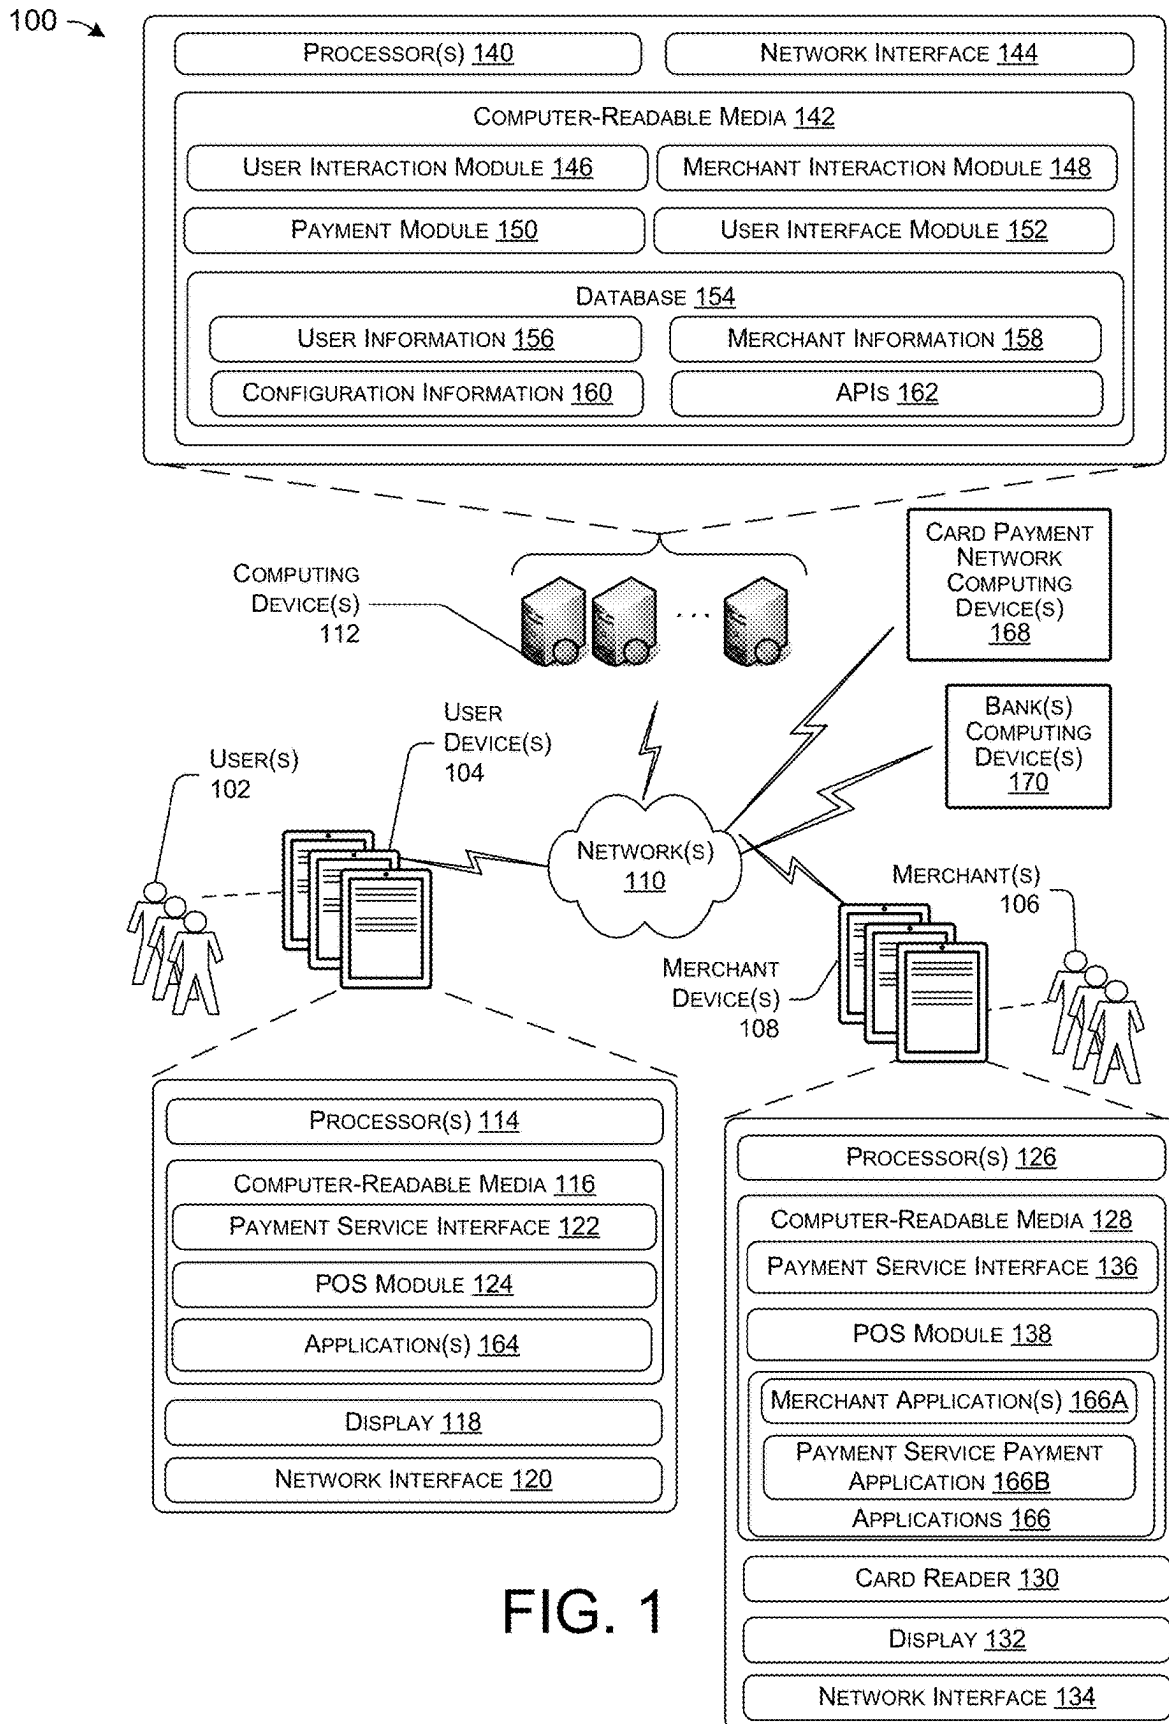 100
PROCESSOR(S) 140
NETWORK INTERFACE 144
COMPUTER-READABLE MEDIA 142
USER INTERACTION MODULE 146
MERCHANT INTERACTION MODULE 148
PAYMENT MODULE 150
USER INTERFACE MODULE 152
DATABASE 154
USER INFORMATION 156
MERCHANT INFORMATION 158
CONFIGURATION INFORMATION 160
APIS 162
COMPUTING
DEVICE(S)
112
...
CARD PAYMENT
NETWORK
COMPUTING
DEVICE(S)
168
BANK(S)
COMPUTING
DEVICE(S)
170
USER
DEVICE(S)
104
USER(S)
102
NETWORK(S)
110
MERCHANT(S)
106
MERCHANT
DEVICE(S)
108
PROCESSOR(S) 114
COMPUTER-READABLE MEDIA 116
PAYMENT SERVICE INTERFACE 122
POS MODULE 124
APPLICATION(S) 164
DISPLAY 118
NETWORK INTERFACE 120
PROCESSOR(S) 126
COMPUTER-READABLE MEDIA 128
PAYMENT SERVICE INTERFACE 136
POS MODULE 138
MERCHANT APPLICATION(S) 166A
PAYMENT SERVICE PAYMENT
APPLICATION 166B
APPLICATIONS 166
CARD READER 130
DISPLAY 132
NETWORK INTERFACE 134
FIG. 1